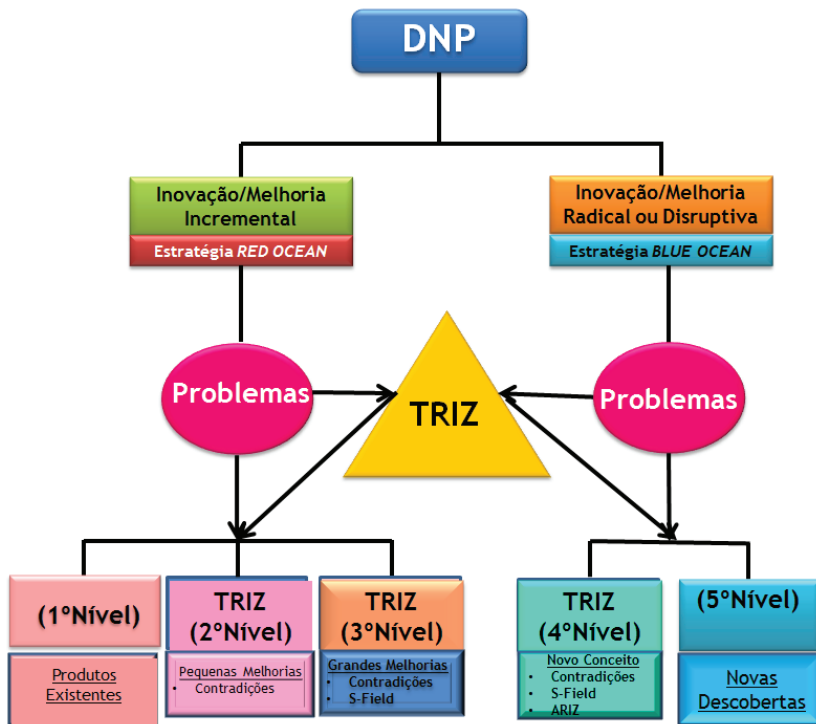 DNP
Inovação/Melhoria
Incremental
Estratégia RED OCEAN
Inovação/Melhoria
Radical ou Disruptiva
Estratégia BLUE OCEAN
Problemas
TRIZ
Problemas
(1ºNível)
Produtos
Existentes
TRIZ
(2ºNível)
Pequenas Melhorias
• Contradições
TRIZ
(3ºNível)
Grandes Melhorias
• Contradições
• S-Field
TRIZ
(4ºNível)
Novo Conceito
• Contradições
• S-Field
• ARIZ
(5ºNível)
Novas
Descobertas